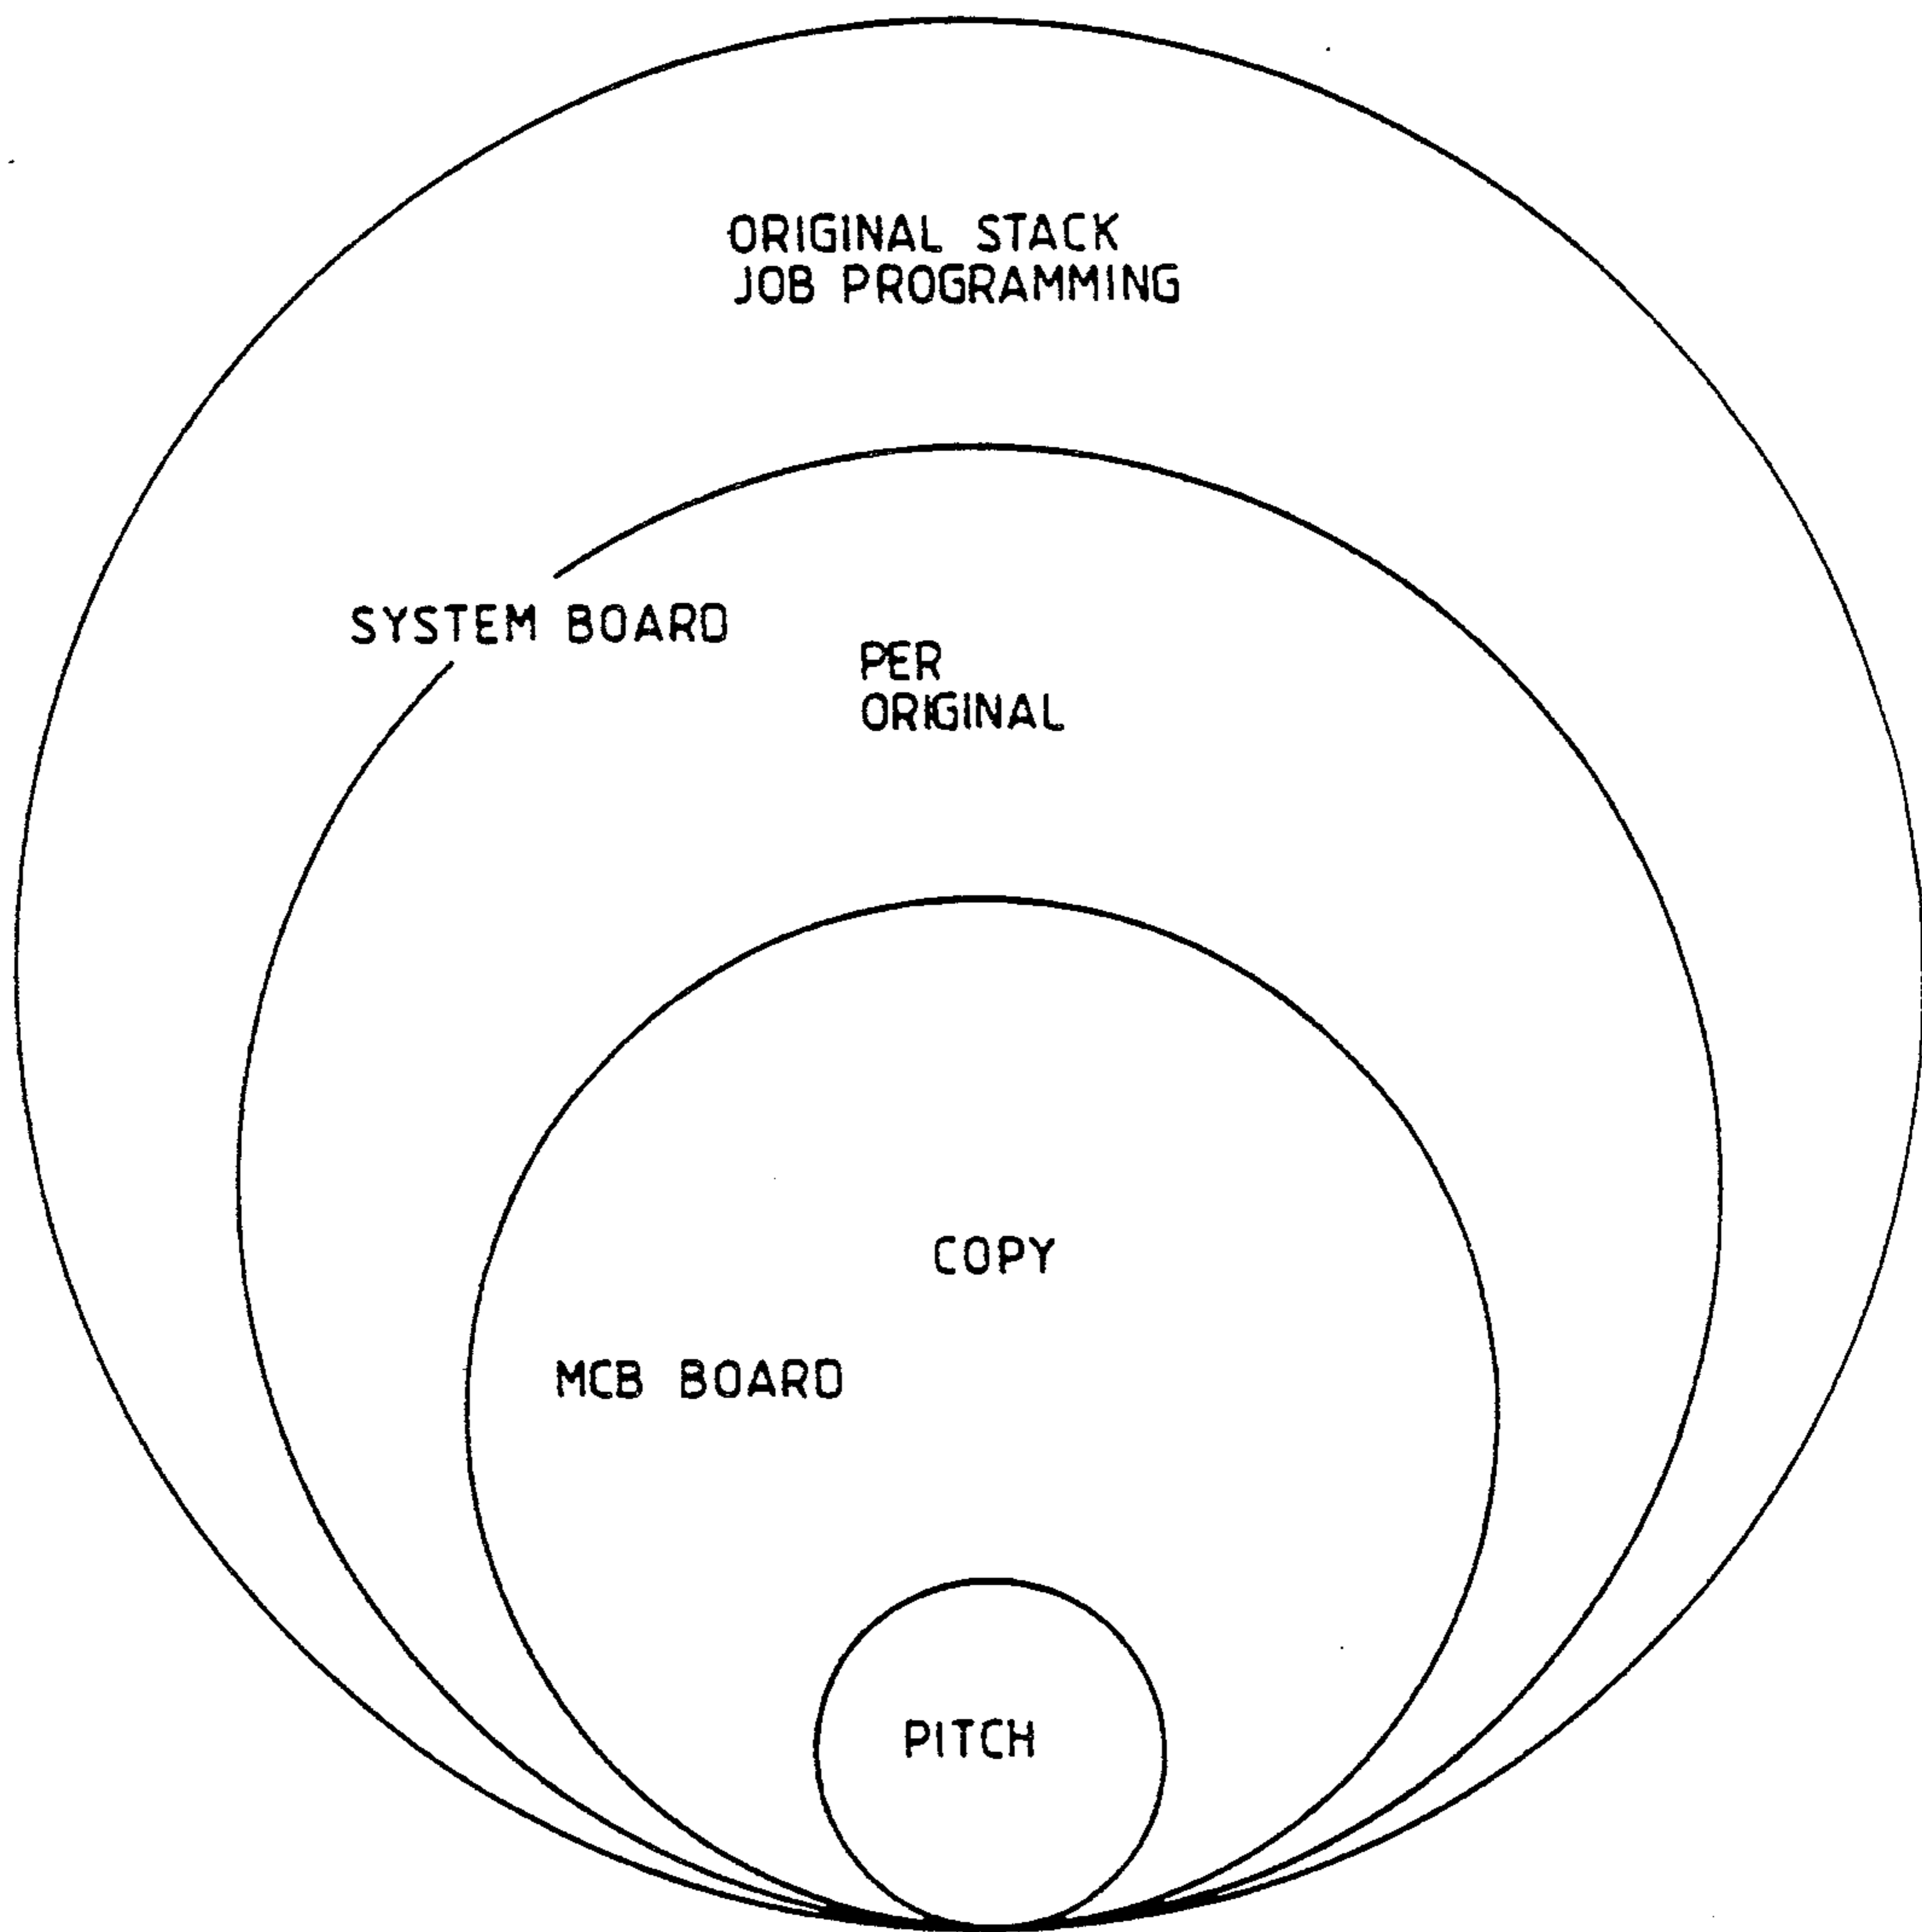 ORIGINAL STACK
JOB PROGRAMMING
SYSTEM BOARD
PER
ORIGINAL
COPY
MCB BOARD
PITCH